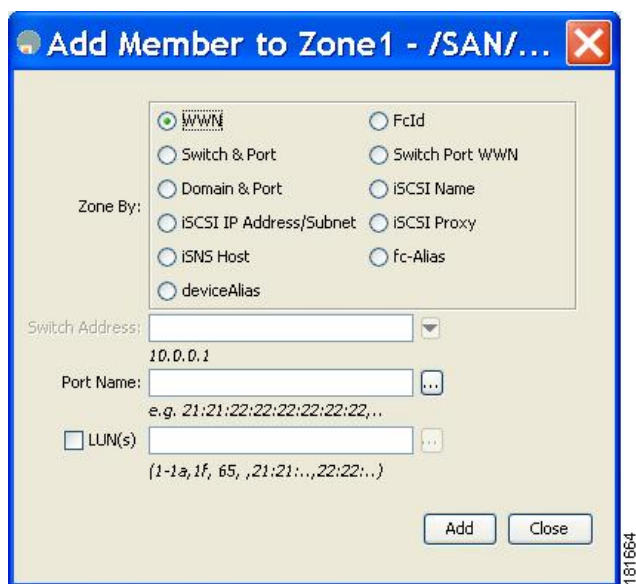 Add Member to Zone1 - /SAN/...
Zone By:
WWN
FcId
Switch & Port
Switch Port WWN
Domain & Port
iSCSI Name
iSCSI IP Address/Subnet
iSCSI Proxy
iSNS Host
fc-Alias
deviceAlias
Switch Address:
10.0.0.1
Port Name:
...
e.g. 21:21:22:22:22:22:22:22,..
LUN(s)
...
(1-1a,1f, 65, ,21:21:..,22:22:..)
Add
Close
181664